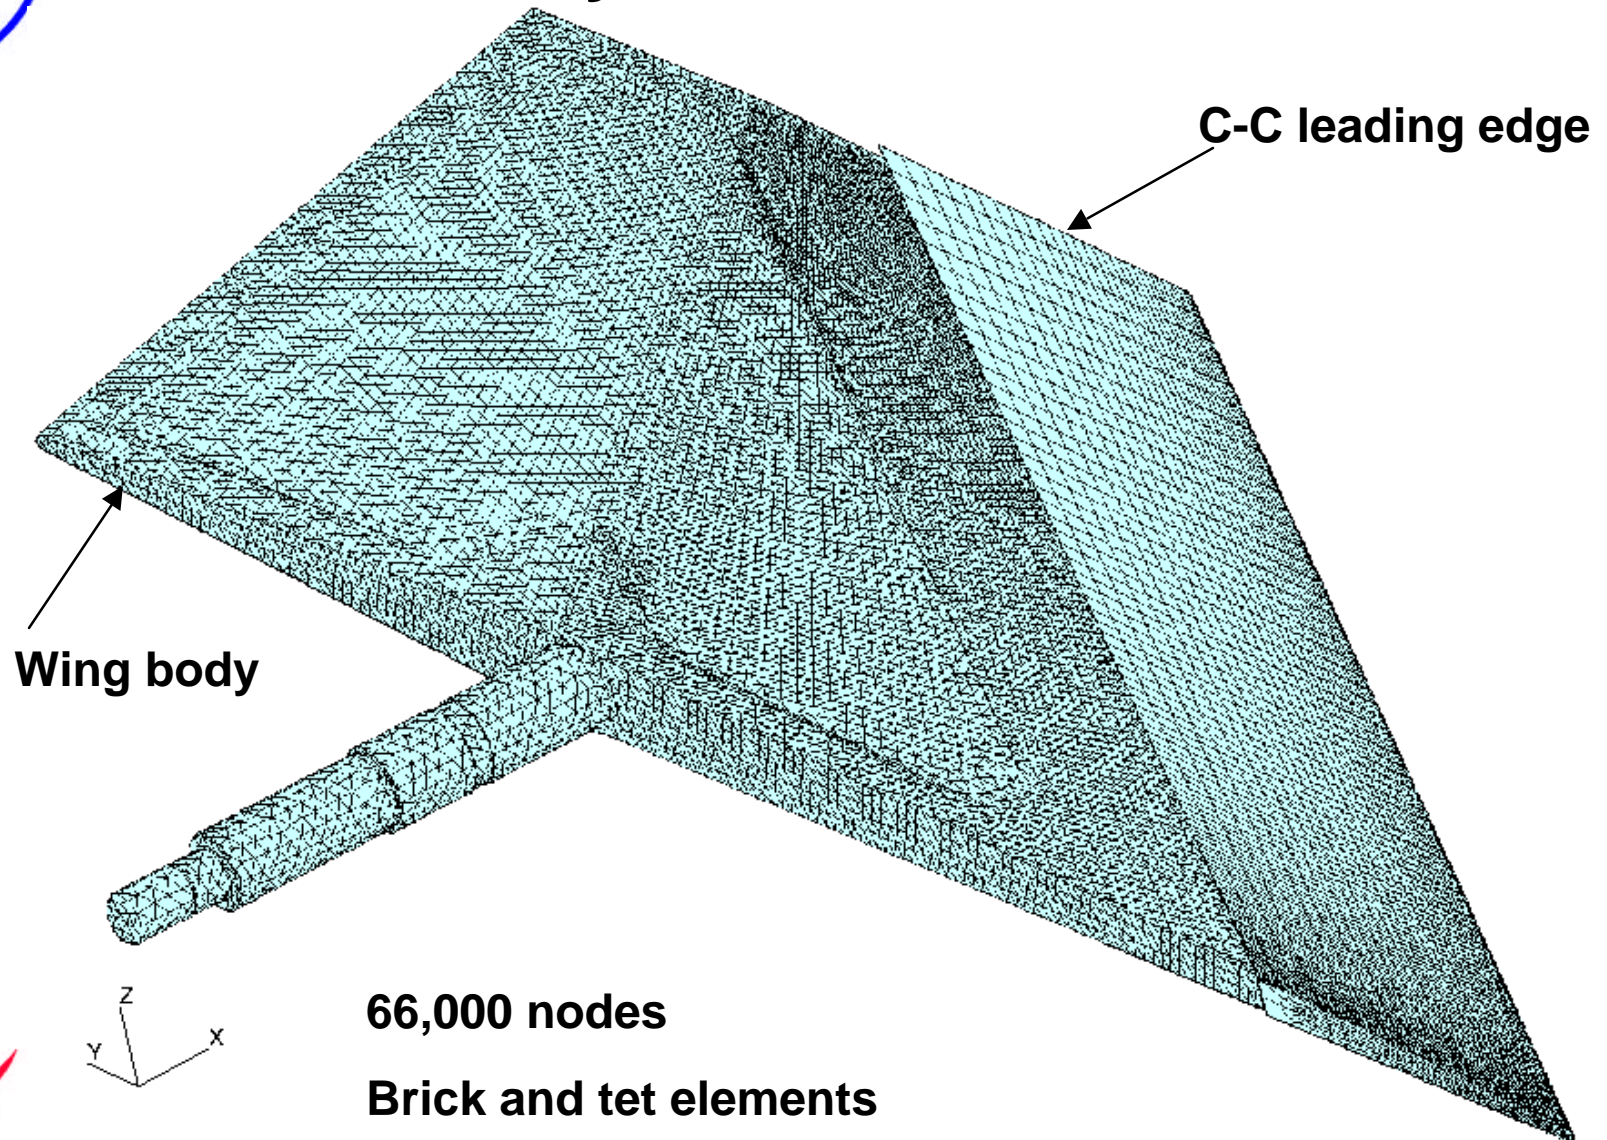 C-C leading edge
Wing body
Z
Y
X
66,000 nodes
Brick and tet elements